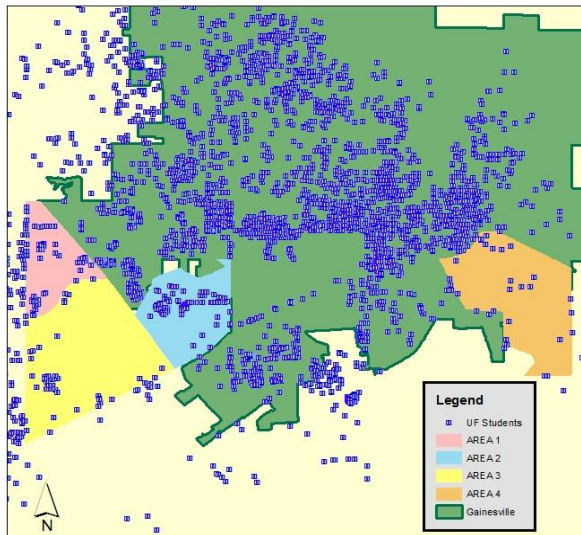 Legend
UF Students
AREA 1
AREA 2
AREA 3
AREA 4
Gainesville
N